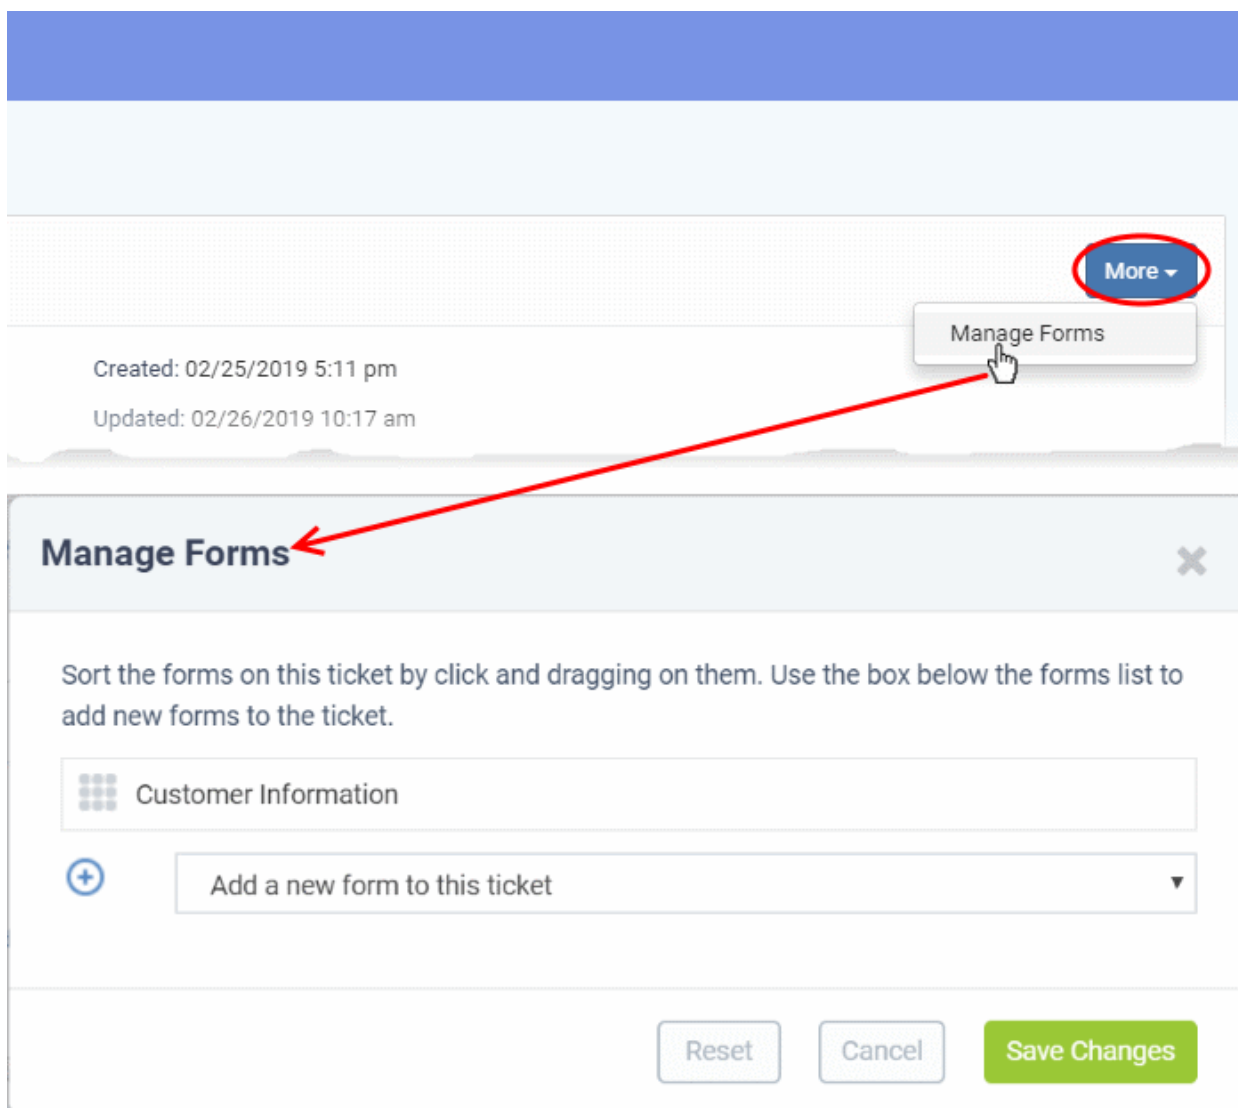 More
Manage Forms
Created: 02/25/2019 5:11 pm
Updated: 02/26/2019 10:17 am
Manage Forms
Sort the forms on this ticket by click and dragging on them. Use the box below the forms list to
add new forms to the ticket.
Customer Information
Add a new form to this ticket
Reset Cancel Save Changes